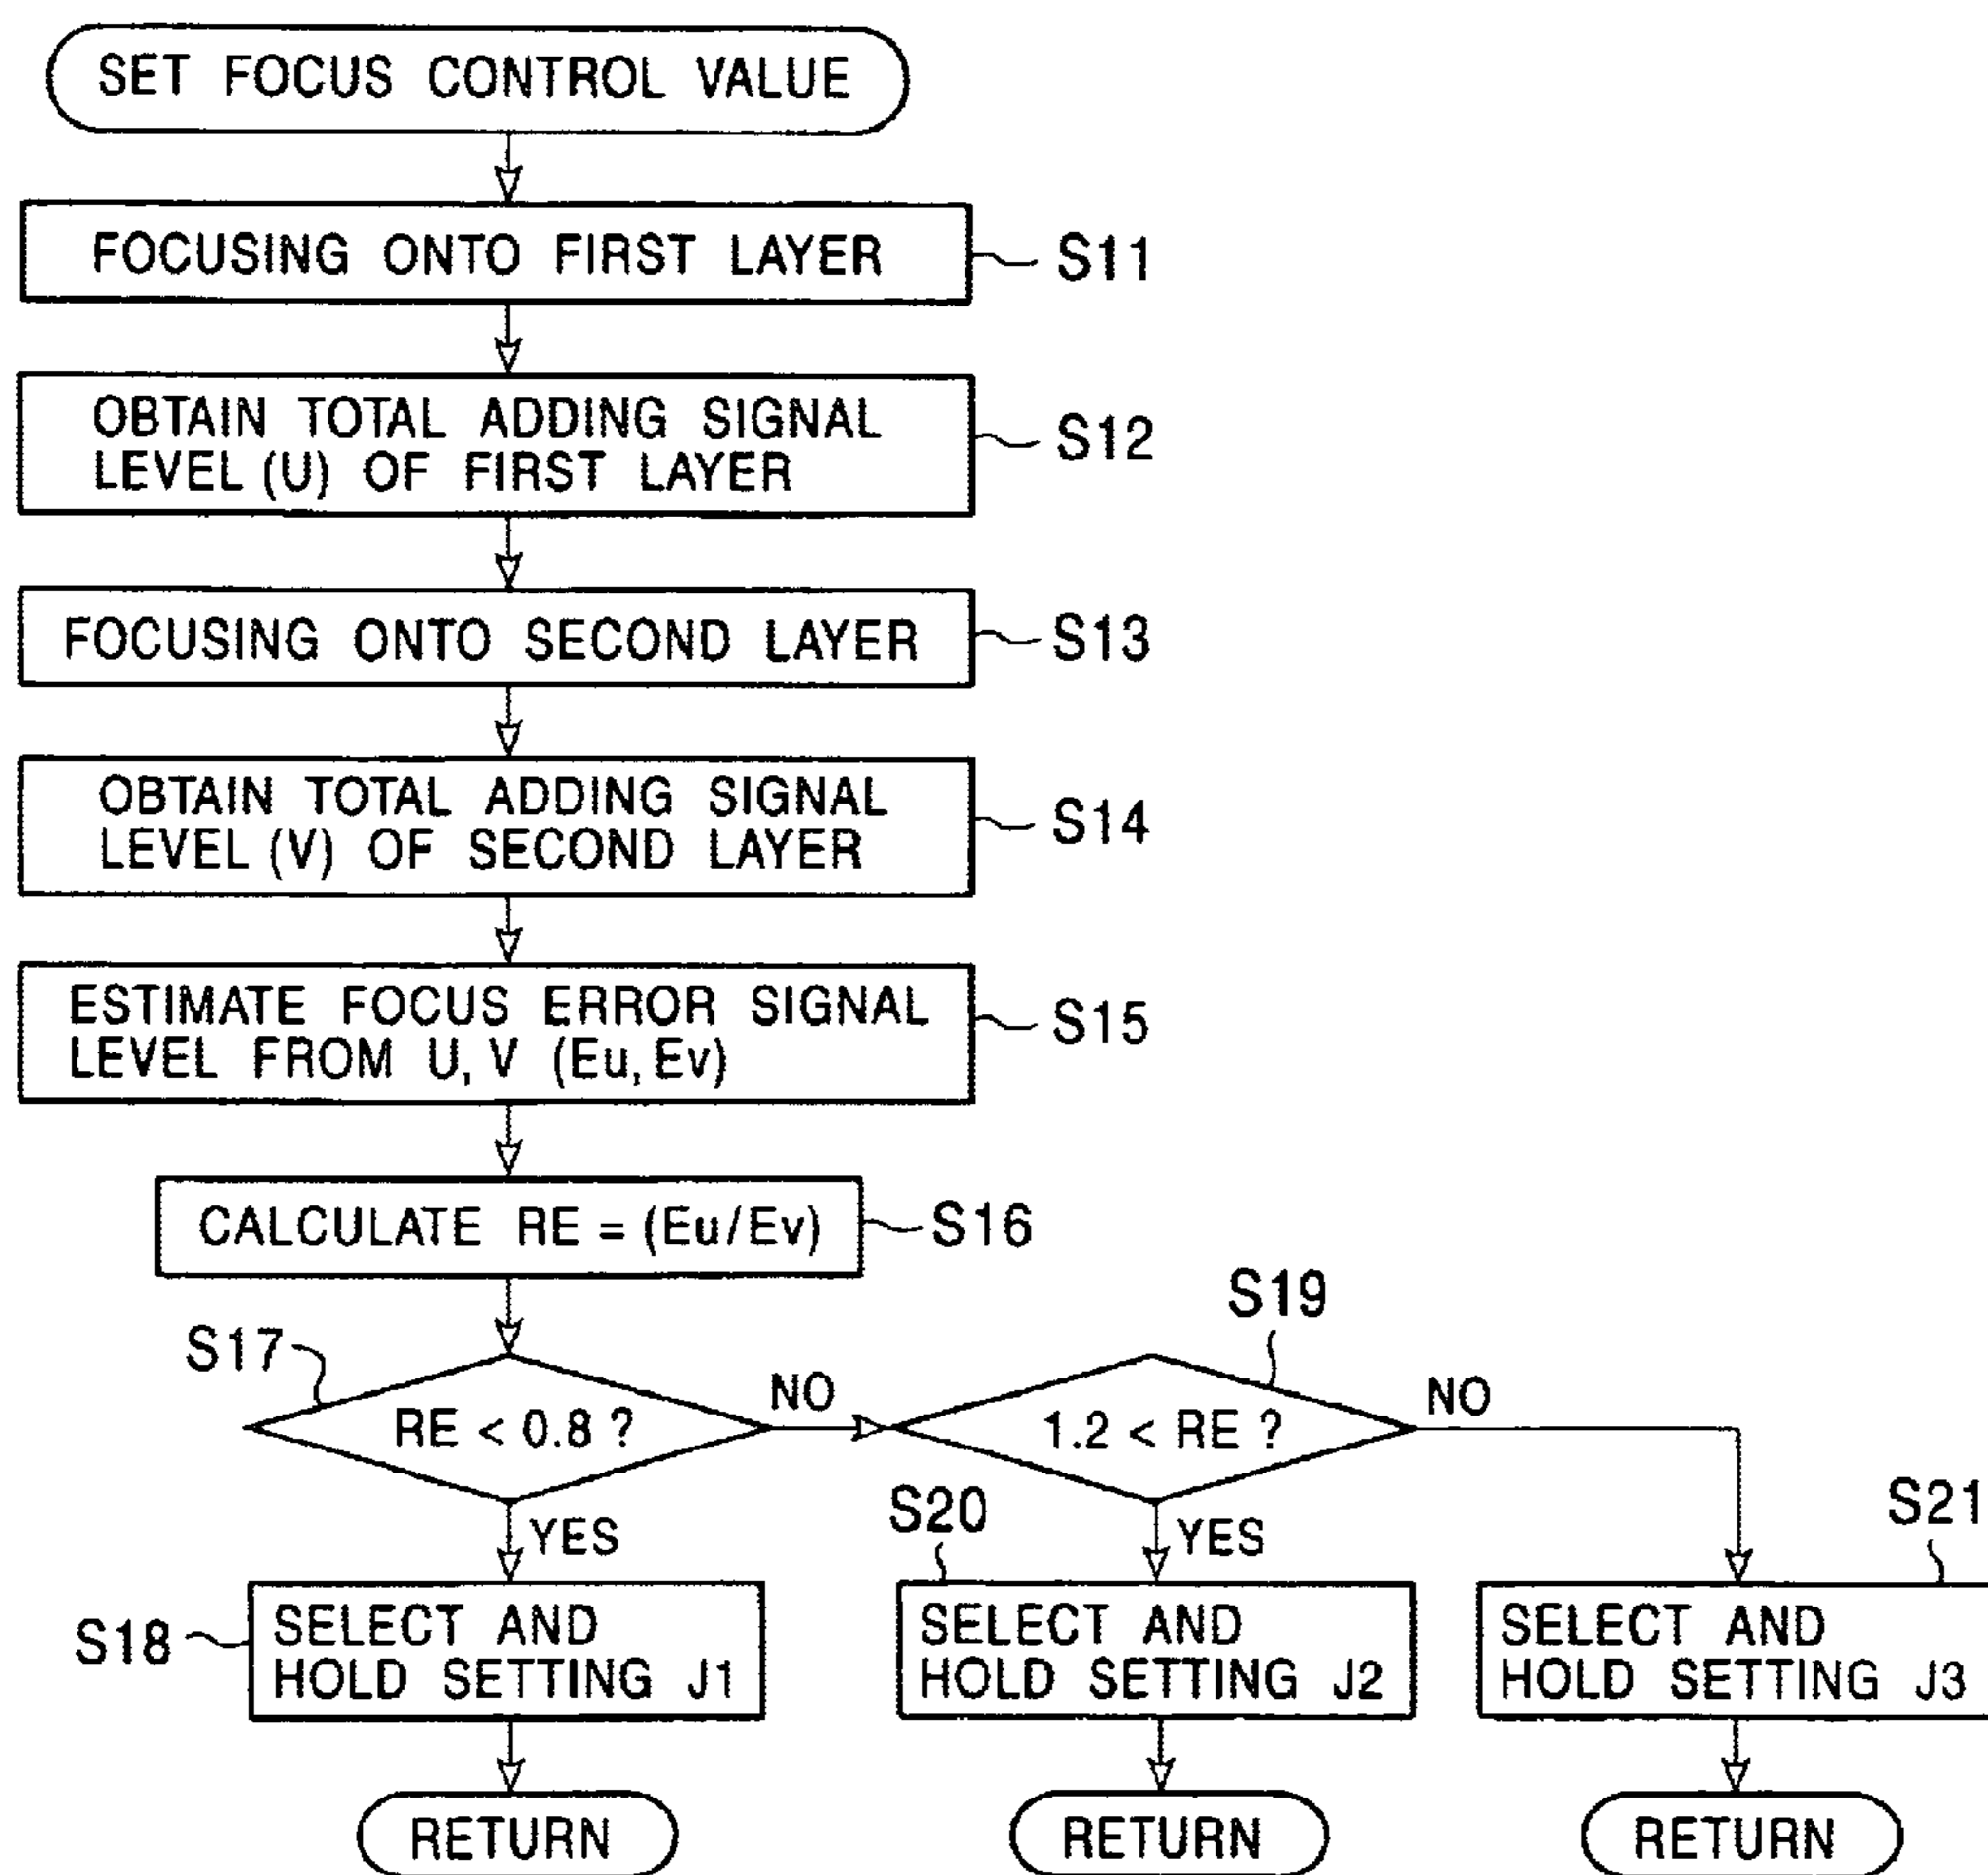 SET FOCUS CONTROL VALUE
FOCUSING ONTO FIRST LAYER
S11
OBTAIN TOTAL ADDING SIGNAL
LEVEL (U) OF FIRST LAYER
S12
FOCUSING ONTO SECOND LAYER
S13
OBTAIN TOTAL ADDING SIGNAL
LEVEL (V) OF SECOND LAYER
S14
ESTIMATE FOCUS ERROR SIGNAL
LEVEL FROM U, V (Eu, Ev)
S15
CALCULATE RE = (Eu/Ev)
S16
S17
RE < 0.8 ?
NO
YES
S19
1.2 < RE ?
NO
YES
S18
SELECT AND
HOLD SETTING J1
S20
SELECT AND
HOLD SETTING J2
S21
SELECT AND
HOLD SETTING J3
RETURN
RETURN
RETURN